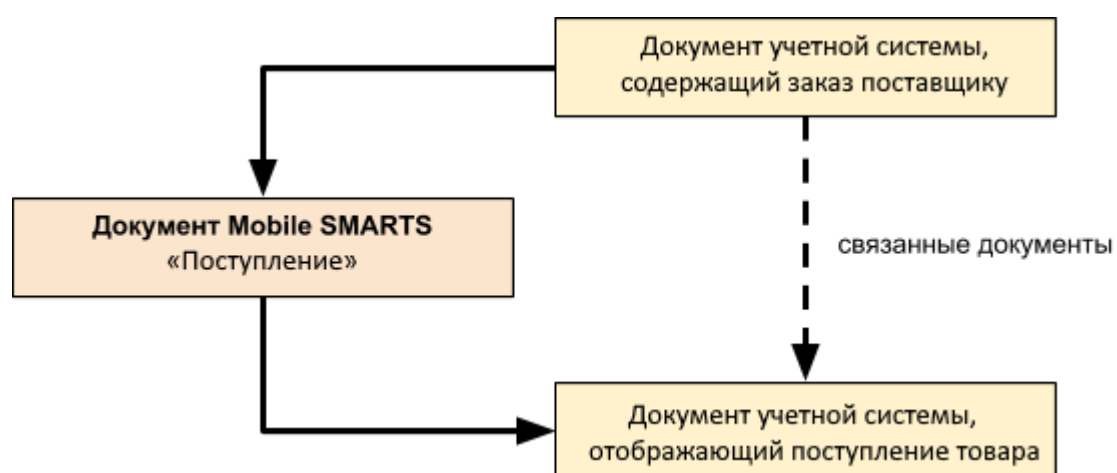 Документ учетной системы,
содержащий заказ поставщику
Документ Mobile SMARTS
«Поступление»
связанные документы
Документ учетной системы,
отображающий поступление товара